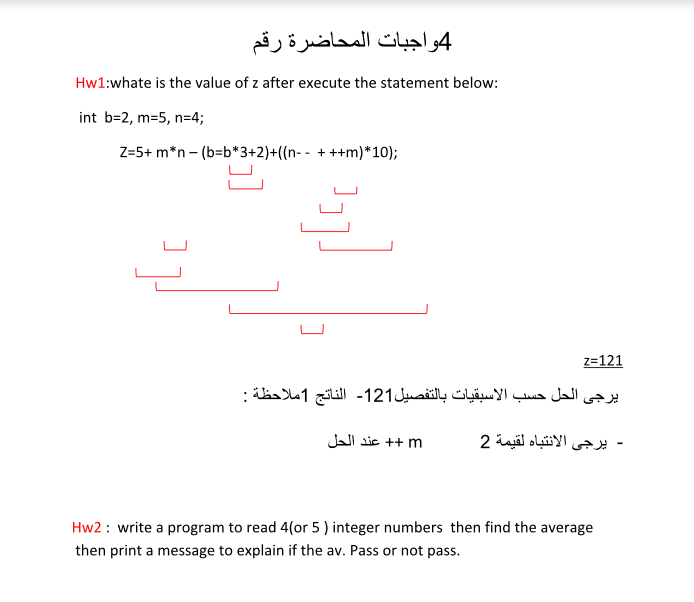 واجبات المحاضرة رقم 4
Hw1:whate is the value of z after execute the statement below:
int b=2, m=5, n=4;
Z=5+ m*n – (b=b*3+2)+((n- - + ++m)*10);
z=121
يرجى الحل حسب الاسبقيات بالتفصيل121- الناتج 1ملاحظة :
- يرجى الانتباه لقيمة 2 m ++ عند الحل
Hw2 : write a program to read 4(or 5 ) integer numbers then find the average
then print a message to explain if the av. Pass or not pass.